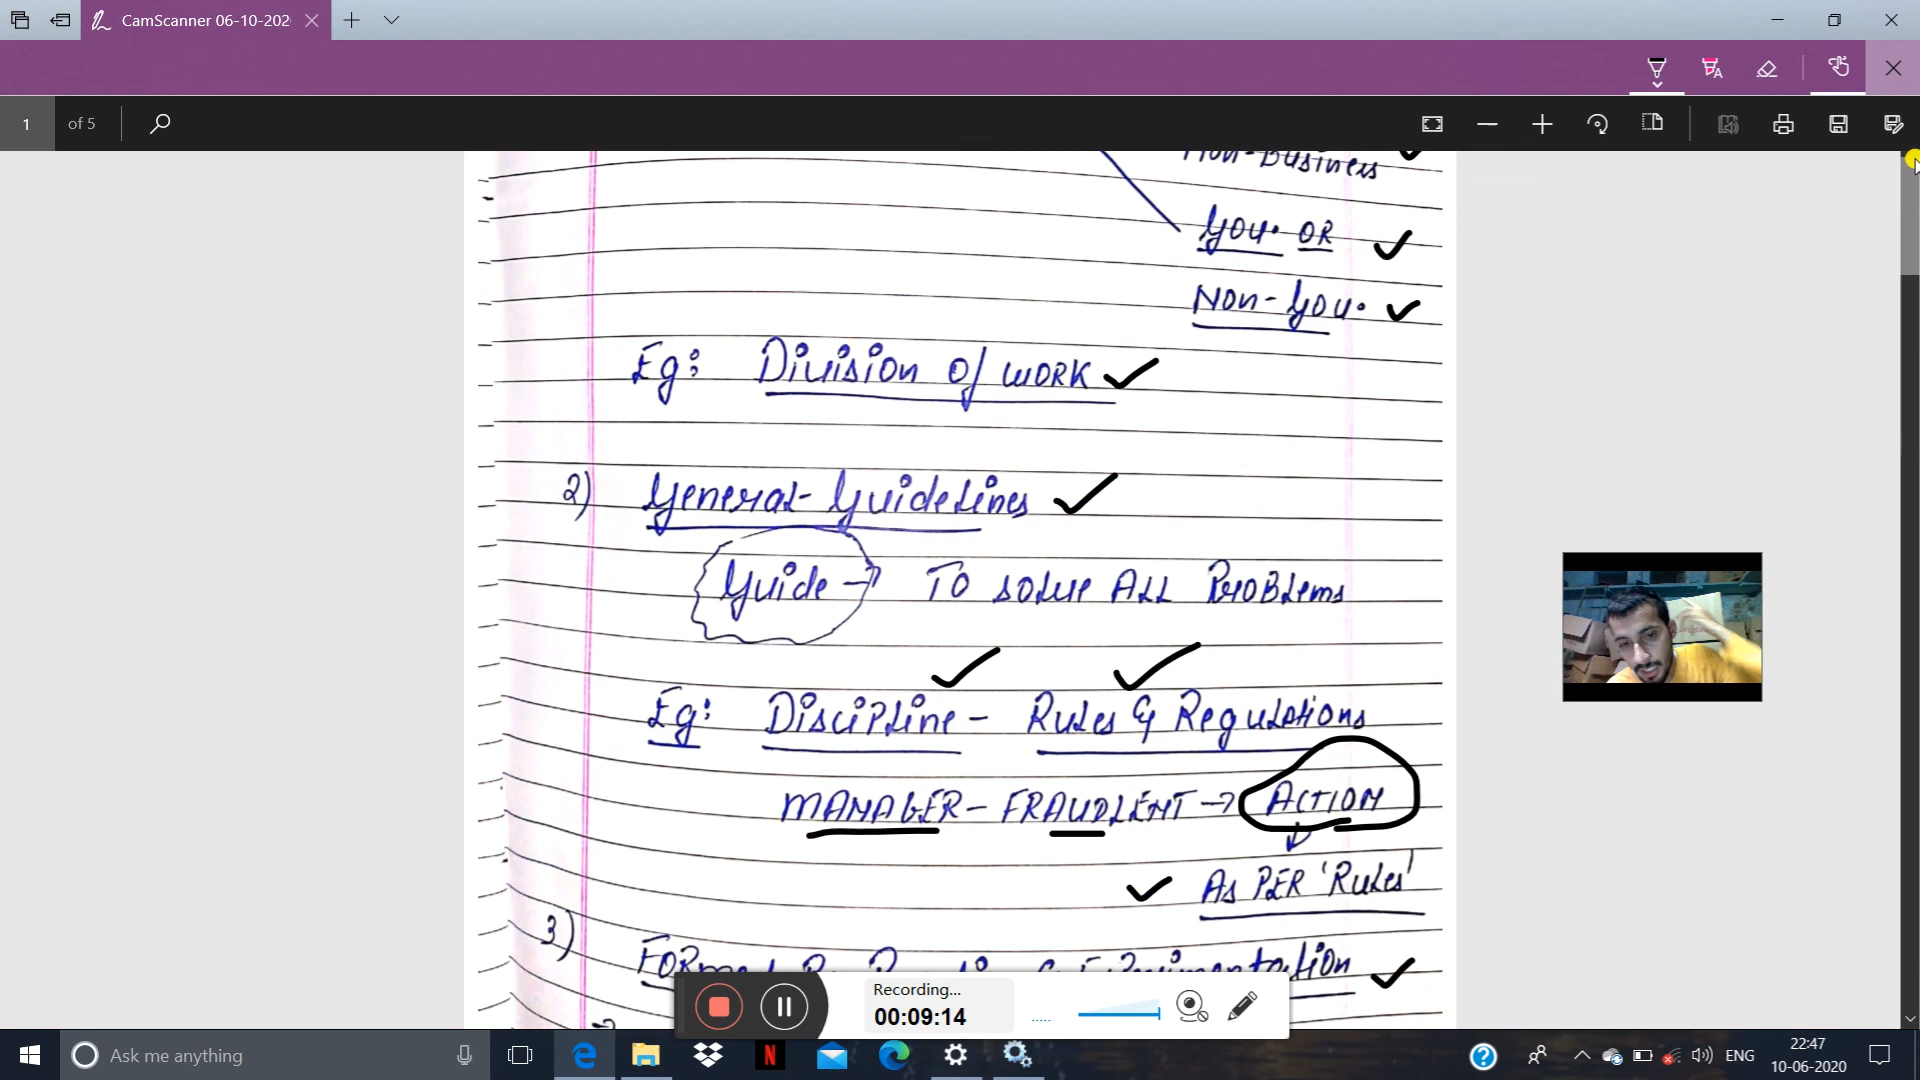 CamScanner 06-10-202
1 of 5
Non-Business
You. OR
Non-You.
Eg: Division of WORK
2) General-Guidelines
Guide → TO SOLVE ALL PROBLEMS
Eg: Discipline - Rules & Regulations
MANAGER - FRAUDLENT → ACTION
As PER 'Rules'
3)
Recording...
00:09:14
Ask me anything
ENG
22:47
10-06-2020